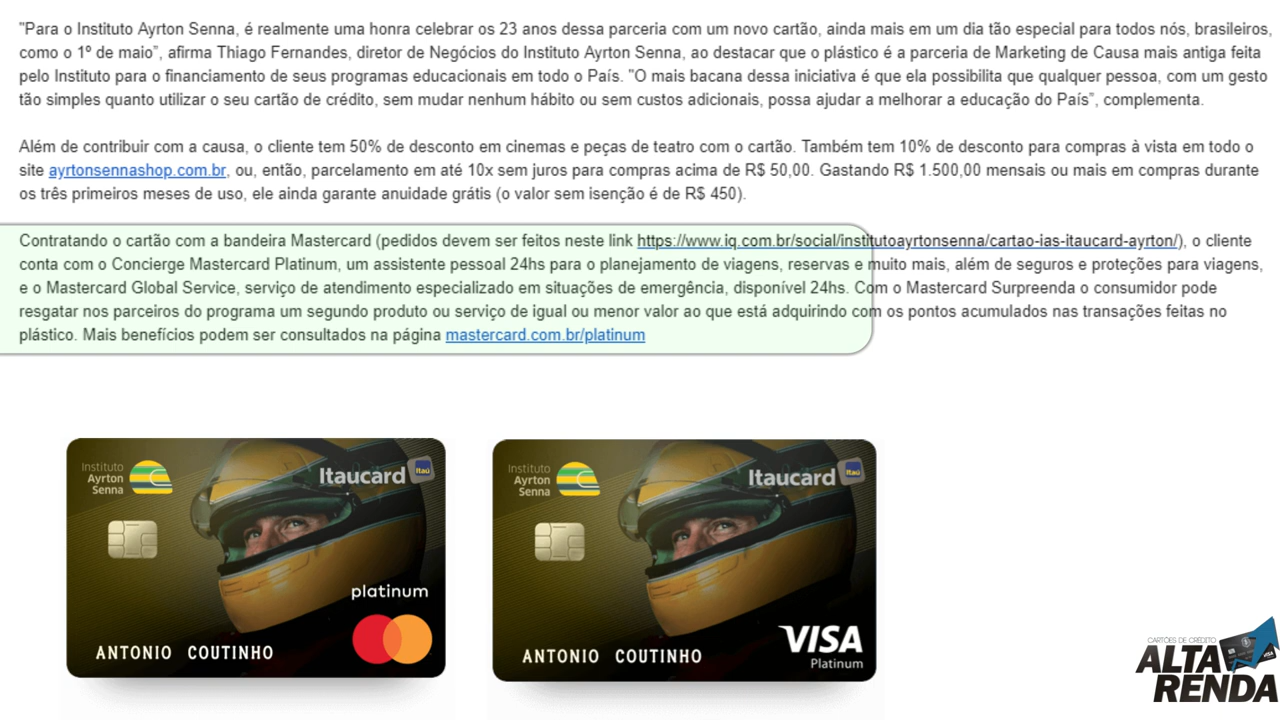 "Para o Instituto Ayrton Senna, é realmente uma honra celebrar os 23 anos dessa parceria com um novo cartão, ainda mais em um dia tão especial para todos nós, brasileiros,
como o 1º de maio”, afirma Thiago Fernandes, diretor de Negócios do Instituto Ayrton Senna, ao destacar que o plástico é a parceria de Marketing de Causa mais antiga feita
pelo Instituto para o financiamento de seus programas educacionais em todo o País. "O mais bacana dessa iniciativa é que ela possibilita que qualquer pessoa, com um gesto
tão simples quanto utilizar o seu cartão de crédito, sem mudar nenhum hábito ou sem custos adicionais, possa ajudar a melhorar a educação do País”, complementa.
Além de contribuir com a causa, o cliente tem 50% de desconto em cinemas e peças de teatro com o cartão. Também tem 10% de desconto para compras à vista em todo o
site ayrtonsennashop.com.br, ou, então, parcelamento em até 10x sem juros para compras acima de R$ 50,00. Gastando R$ 1.500,00 mensais ou mais em compras durante
os três primeiros meses de uso, ele ainda garante anuidade grátis (o valor sem isenção é de R$ 450).
Contratando o cartão com a bandeira Mastercard (pedidos devem ser feitos neste link https://www.iq.com.br/social/institutoayrtonsenna/cartao-ias-itaucard-ayrton/), o cliente
conta com o Concierge Mastercard Platinum, um assistente pessoal 24hs para o planejamento de viagens, reservas e muito mais, além de seguros e proteções para viagens,
e o Mastercard Global Service, serviço de atendimento especializado em situações de emergência, disponível 24hs. Com o Mastercard Surpreenda o consumidor pode
resgatar nos parceiros do programa um segundo produto ou serviço de igual ou menor valor ao que está adquirindo com os pontos acumulados nas transações feitas no
plástico. Mais benefícios podem ser consultados na página mastercard.com.br/platinum
Instituto
Ayrton
Senna
Itaucard
Itaú
platinum
ANTONIO COUTINHO
Instituto
Ayrton
Senna
Itaucard
Itaú
VISA
Platinum
ANTONIO COUTINHO
CARTÕES DE CRÉDITO
ALTA
RENDA
VISA